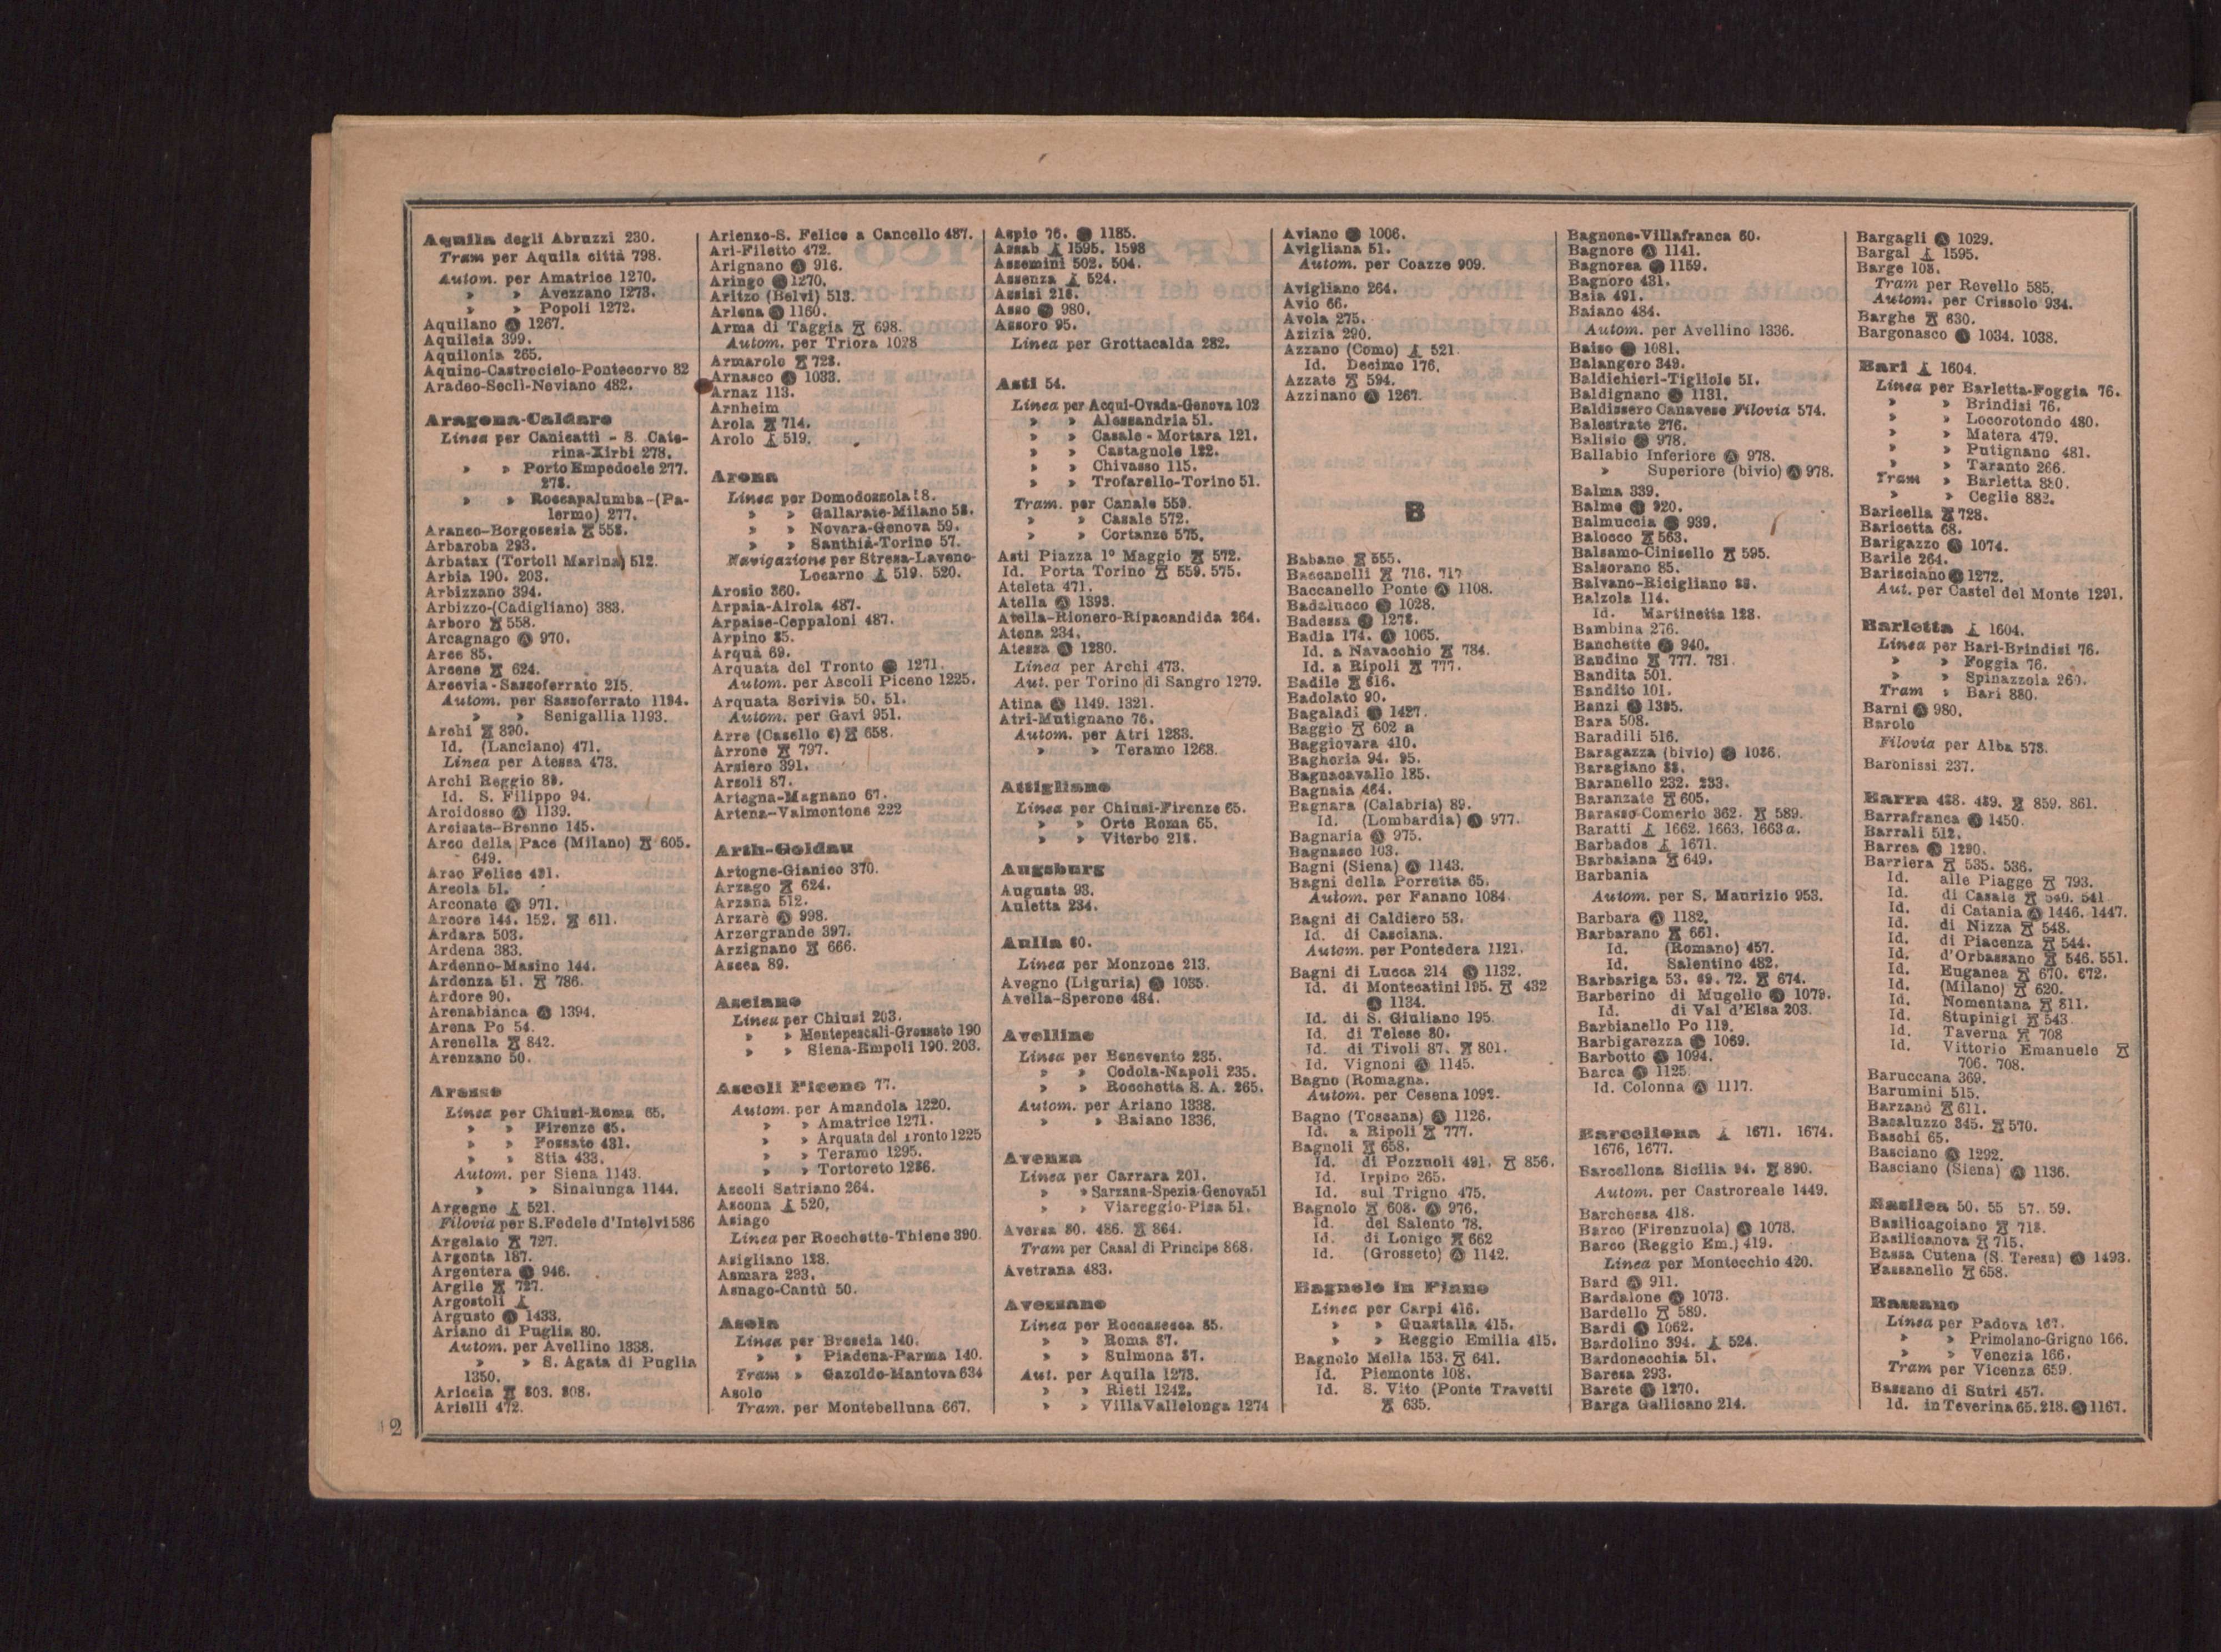 Aquila degli Abruzzi 230.
Tram per Aquila città 798.
Autom. per Amatrice 1270.
» » Avezzano 1273.
» » Popoli 1272.
Aquilano Ⓐ 1267.
Aquileia 399.
Aquilonia 265.
Aquino-Castrocielo-Pontecorvo 82
Aradeo-Seclì-Neviano 482.
Aragona-Caldare
Linea per Canicatti - S. Cate-
rina-Xirbi 278.
» » Porto Empedocle 277.
278.
» » Roccapalumba-(Pa-
lermo) 277.
Aranco-Borgosesia 558.
Arbaroba 293.
Arbatax (Tortolì Marina) 512.
Arbia 190. 203.
Arbizzano 394.
Arbizzo-(Cadigliano) 383.
Arboro 558.
Arcagnago Ⓐ 970.
Arce 85.
Arcene 624.
Arcevia-Sassoferrato 215.
Autom. per Sassoferrato 1194.
» » Senigallia 1193.
Archi 890.
Id. (Lanciano) 471.
Linea per Atessa 473.
Archi Reggio 89.
Id. S. Filippo 94.
Arcidosso Ⓐ 1139.
Arcisate-Brenno 145.
Arco della Pace (Milano) 605.
649.
Arco Felice 491.
Arcola 51.
Arconate Ⓐ 971.
Arcore 144. 152. 611.
Ardara 503.
Ardena 383.
Ardenno-Masino 144.
Ardenza 51. 786.
Ardore 90.
Arenabianca Ⓐ 1394.
Arena Po 54.
Arenella 842.
Arenzano 50.
Arezzo
Linea per Chiusi-Roma 65.
» » Firenze 65.
» » Fossato 431.
» » Stia 433.
Autom. per Siena 1143.
» » Sinalunga 1144.
Argegno 521.
Filovia per S. Fedele d'Intelvi 586
Argelato 727.
Argenta 187.
Argentera Ⓐ 946.
Argile 727.
Argostoli
Argusto Ⓐ 1433.
Ariano di Puglia 80.
Autom. per Avellino 1338.
» » S. Agata di Puglia
1350.
Ariccia 803. 808.
Arielli 472.
Arienzo-S. Felice a Cancello 487.
Ari-Filetto 472.
Arignano Ⓐ 916.
Aringo Ⓐ 1270.
Aritzo (Belvì) 513.
Arlena Ⓐ 1160.
Arma di Taggia 698.
Autom. per Triora 1028
Armarolo 728.
Arnasco Ⓐ 1033.
Arnaz 113.
Arnheim
Arola 714.
Arolo 519.
Arona
Linea per Domodossola 8.
» » Gallarate-Milano 58.
» » Novara-Genova 59.
» » Santhià-Torino 57.
Navigazione per Stresa-Laveno-
Locarno 519. 520.
Arosio 360.
Arpaia-Airola 487.
Arpaise-Ceppaloni 487.
Arpino 85.
Arquà 69.
Arquata del Tronto Ⓐ 1271.
Autom. per Ascoli Piceno 1225.
Arquata Scrivia 50. 51.
Autom. per Gavi 951.
Arre (Casello 6) 658.
Arrone 797.
Arsiero 391.
Arsoli 87.
Artegna-Magnano 67.
Artena-Valmontone 222
Arth-Goldau
Artogne-Gianico 370.
Arzago 624.
Arzana 512.
Arzarè Ⓐ 998.
Arzergrande 397.
Arzignano 666.
Ascea 89.
Asciano
Linea per Chiusi 203.
» » Montepescali-Grosseto 190
» » Siena-Empoli 190. 203.
Ascoli Piceno 77.
Autom. per Amandola 1220.
» » Amatrice 1271.
» » Arquata del Tronto 1225
» » Teramo 1295.
» » Tortoreto 1286.
Ascoli Satriano 264.
Ascona 520.
Asiago
Linea per Rocchette-Thiene 390.
Asigliano 128.
Asmara 293.
Asnago-Cantù 50.
Asola
Linea per Brescia 140.
» » Piadena-Parma 140.
Tram » Gazoldo-Mantova 634
Asolo
Tram. per Montebelluna 667.
Aspio 76. Ⓐ 1185.
Assab 1595. 1598
Assemini 502. 504.
Assenza 524.
Assisi 215.
Asso Ⓐ 980.
Assoro 95.
Linea per Grottacalda 282.
Asti 54.
Linea per Acqui-Ovada-Genova 102
» » Alessandria 51.
» » Casale - Mortara 121.
» » Castagnole 122.
» » Chivasso 115.
» » Trofarello-Torino 51.
Tram. per Canale 559.
» » Casale 572.
» » Cortanze 575.
Asti Piazza 1° Maggio 572.
Id. Porta Torino 559. 575.
Ateleta 471.
Atella Ⓐ 1393.
Atella-Rionero-Ripacandida 264.
Atena 234.
Atessa Ⓐ 1280.
Linea per Archi 473.
Aut. per Torino di Sangro 1279.
Atina Ⓐ 1149. 1321.
Atri-Mutignano 76.
Autom. per Atri 1283.
» » Teramo 1268.
Attigliano
Linea per Chiusi-Firenze 65.
» » Orte Roma 65.
» » Viterbo 218.
Augsburg
Augusta 93.
Auletta 234.
Aulla 60.
Linea per Monzone 213.
Avegno (Liguria) Ⓐ 1035.
Avella-Sperone 484.
Avellino
Linea per Benevento 235.
» » Codola-Napoli 235.
» » Rocchetta S. A. 265.
Autom. per Ariano 1338.
» » Baiano 1336.
Avenza
Linea per Carrara 201.
» » Sarzana-Spezia-Genova 51
» » Viareggio-Pisa 51.
Aversa 80. 486. 864.
Tram per Casal di Principe 868.
Avetrana 483.
Avezzano
Linea per Roccasecca 85.
» » Roma 87.
» » Sulmona 87.
Aut. per Aquila 1273.
» » Rieti 1242.
» » Villa Vallelonga 1274
Aviano Ⓐ 1006.
Avigliana 51.
Autom. per Coazze 909.
Avigliano 264.
Avio 66.
Avola 275.
Azizia 290.
Azzano (Como) 521.
Id. Decimo 176.
Azzate 594.
Azzinano Ⓐ 1267.
B
Babano 555.
Baccanelli 716. 717
Baccanello Ponte Ⓐ 1108.
Badalucco Ⓐ 1028.
Badessa Ⓐ 1278.
Badia 174. Ⓐ 1065.
Id. a Navacchio 784.
Id. a Ripoli 777.
Badile 616.
Badolato 90.
Bagaladi Ⓐ 1427.
Baggio 602 a
Baggiovara 410.
Bagheria 94. 95.
Bagnacavallo 185.
Bagnaia 464.
Bagnara (Calabria) 89.
Id. (Lombardia) Ⓐ 977.
Bagnaria Ⓐ 975.
Bagnasco 103.
Bagni (Siena) Ⓐ 1143.
Bagni della Porretta 65.
Autom. per Fanano 1084.
Bagni di Caldiero 53.
Id. di Casciana.
Autom. per Pontedera 1121.
Bagni di Lucca 214 Ⓐ 1132.
Id. di Montecatini 195. 432
Ⓐ 1134.
Id. di S. Giuliano 195.
Id. di Telese 80.
Id. di Tivoli 87. 801.
Id. Vignoni Ⓐ 1145.
Bagno (Romagna.
Autom. per Cesena 1092.
Bagno (Toscana) Ⓐ 1126.
Id. a Ripoli 777.
Bagnoli 658.
Id. di Pozzuoli 491. 856.
Id. Irpino 265.
Id. sul Trigno 475.
Bagnolo 608. Ⓐ 976.
Id. del Salento 78.
Id. di Lonigo 662
Id. (Grosseto) Ⓐ 1142.
Bagnolo in Piano
Linea per Carpi 416.
» » Guastalla 415.
» » Reggio Emilia 415.
Bagnolo Mella 153. 641.
Id. Piemonte 108.
Id. S. Vito (Ponte Travetti
635.
Bagnone-Villafranca 60.
Bagnore Ⓐ 1141.
Bagnorea Ⓐ 1159.
Bagnoro 431.
Baia 491.
Baiano 484.
Autom. per Avellino 1336.
Baiso Ⓐ 1081.
Balangero 349.
Baldichieri-Tigliole 51.
Baldignano Ⓐ 1131.
Baldissero Canavese Filovia 574.
Balestrate 276.
Balisio Ⓐ 978.
Ballabio Inferiore Ⓐ 978.
» Superiore (bivio) Ⓐ 978.
Balma 339.
Balme Ⓐ 920.
Balmuccia Ⓐ 939.
Balocco 563.
Balsamo-Cinisello 595.
Balsorano 85.
Balvano-Ricigliano 88.
Balzola 114.
Id. Martinetta 128.
Bambina 276.
Banchette Ⓐ 940.
Bandino 777. 781.
Bandita 501.
Bandito 101.
Banzi Ⓐ 1395.
Bara 508.
Baradili 516.
Baragazza (bivio) Ⓐ 1086.
Baragiano 88.
Baranello 232. 233.
Baranzate 605.
Barasso-Comerio 362. 589.
Baratti 1662. 1663. 1663 a.
Barbados 1671.
Barbaiana 649.
Barbania
Autom. per S. Maurizio 953.
Barbara Ⓐ 1182.
Barbarano 661.
Id. (Romano) 457.
Id. Salentino 482.
Barbariga 53. 69. 72. 674.
Barberino di Mugello Ⓐ 1079.
Id. di Val d'Elsa 203.
Barbianello Po 119.
Barbigarezza Ⓐ 1069.
Barbotto Ⓐ 1094.
Barca Ⓐ 1125.
Id. Colonna Ⓐ 1117.
Barcellona 1671. 1674.
1676, 1677.
Barcellona Sicilia 94. 890.
Autom. per Castroreale 1449.
Barchessa 418.
Barco (Firenzuola) Ⓐ 1078.
Barco (Reggio Em.) 419.
Linea per Montecchio 420.
Bard Ⓐ 911.
Bardalone Ⓐ 1073.
Bardello 589.
Bardi Ⓐ 1062.
Bardolino 394. 524.
Bardonecchia 51.
Baresa 293.
Barete Ⓐ 1270.
Barga Gallicano 214.
Bargagli Ⓐ 1029.
Bargal 1595.
Barge 108.
Tram per Revello 585.
Autom. per Crissolo 934.
Barghe 630.
Bargonasco Ⓐ 1034. 1038.
Bari 1604.
Linea per Barletta-Foggia 76.
» » Brindisi 76.
» » Locorotondo 480.
» » Matera 479.
» » Putignano 481.
» » Taranto 266.
Tram » Barletta 880.
» » Ceglie 882.
Baricella 728.
Baricetta 68.
Barigazzo Ⓐ 1074.
Barile 264.
Barisciano Ⓐ 1272.
Aut. per Castel del Monte 1291.
Barletta 1604.
Linea per Bari-Brindisi 76.
» » Foggia 76.
» » Spinazzola 260.
Tram » Bari 880.
Barni Ⓐ 980.
Barolo
Filovia per Alba 578.
Baronissi 237.
Barra 488. 489. 859. 861.
Barrafranca Ⓐ 1450.
Barrali 512.
Barrea Ⓐ 1290.
Barriera 535. 536.
Id. alle Piagge 793.
Id. di Casale 540. 541
Id. di Catania Ⓐ 1446. 1447.
Id. di Nizza 548.
Id. di Piacenza 544.
Id. d'Orbassano 546. 551.
Id. Euganea 670. 672.
Id. (Milano) 620.
Id. Nomentana 811.
Id. Stupinigi 543
Id. Taverna 708
Id. Vittorio Emanuele
706. 708.
Baruccana 369.
Barumini 515.
Barzanò 611.
Basaluzzo 345. 570.
Baschi 65.
Basciano Ⓐ 1292.
Basciano (Siena) Ⓐ 1136.
Basilea 50. 55 57. 59.
Basilicagoiano 718.
Basilicanova 715.
Bassa Cutena (S. Teresa) Ⓐ 1493.
Bassanello 658.
Bassano
Linea per Padova 167.
» » Primolano-Grigno 166.
» » Venezia 166.
Tram per Vicenza 659.
Bassano di Sutri 457.
Id. in Teverina 65. 218. Ⓐ 1167.
2